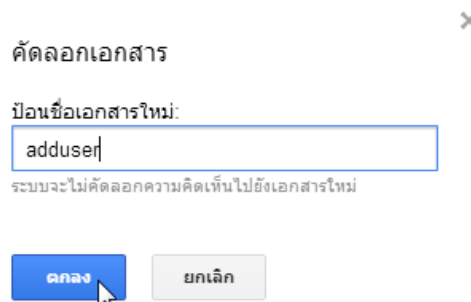 คัดลอกเอกสาร
ป้อนชื่อเอกสารใหม่:
adduser
ระบบจะไม่คัดลอกความคิดเห็นไปยังเอกสารใหม่
ตกลง ยกเลิก